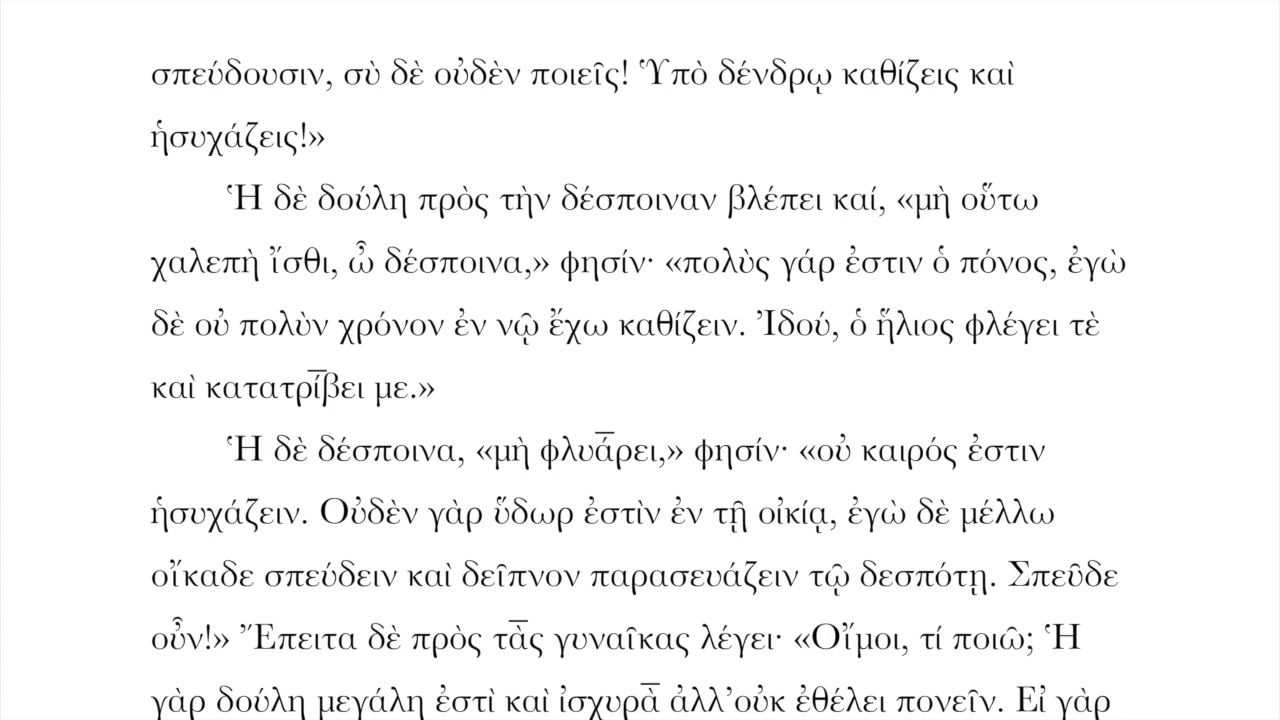 σπεύδουσιν, σὺ δὲ οὐδὲν ποιεῖς! Ὑπὸ δένδρῳ καθίζεις καὶ
ἡσυχάζεις!»
Ἡ δὲ δούλη πρὸς τὴν δέσποιναν βλέπει καί, «μὴ οὕτω
χαλεπὴ ἴσθι, ὦ δέσποινα,» φησίν· «πολὺς γάρ ἐστιν ὁ πόνος, ἐγὼ
δὲ οὐ πολὺν χρόνον ἐν νῷ ἔχω καθίζειν. Ἰδού, ὁ ἥλιος φλέγει τὲ
καὶ κατατρῑ́βει με.»
Ἡ δὲ δέσποινα, «μὴ φλυᾱ́ρει,» φησίν· «οὐ καιρός ἐστιν
ἡσυχάζειν. Οὐδὲν γὰρ ὕδωρ ἐστὶν ἐν τῇ οἰκίᾳ, ἐγὼ δὲ μέλλω
οἴκαδε σπεύδειν καὶ δεῖπνον παρασευάζειν τῷ δεσπότῃ. Σπεῦδε
οὖν!» Ἔπειτα δὲ πρὸς τᾱ̀ς γυναῖκας λέγει· «Οἴμοι, τί ποιῶ; Ἡ
γὰρ δούλη μεγάλη ἐστὶ καὶ ἰσχυρᾱ̀ ἀλλ’οὐκ ἐθέλει πονεῖν. Εἰ γὰρ